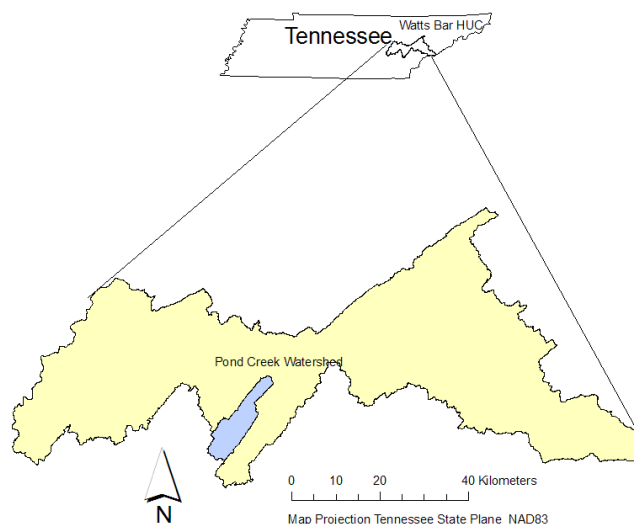 Watts Bar HUC
Tennessee
Pond Creek Watershed
0 10 20 40 Kilometers
N
Map Projection Tennessee State Plane NAD83